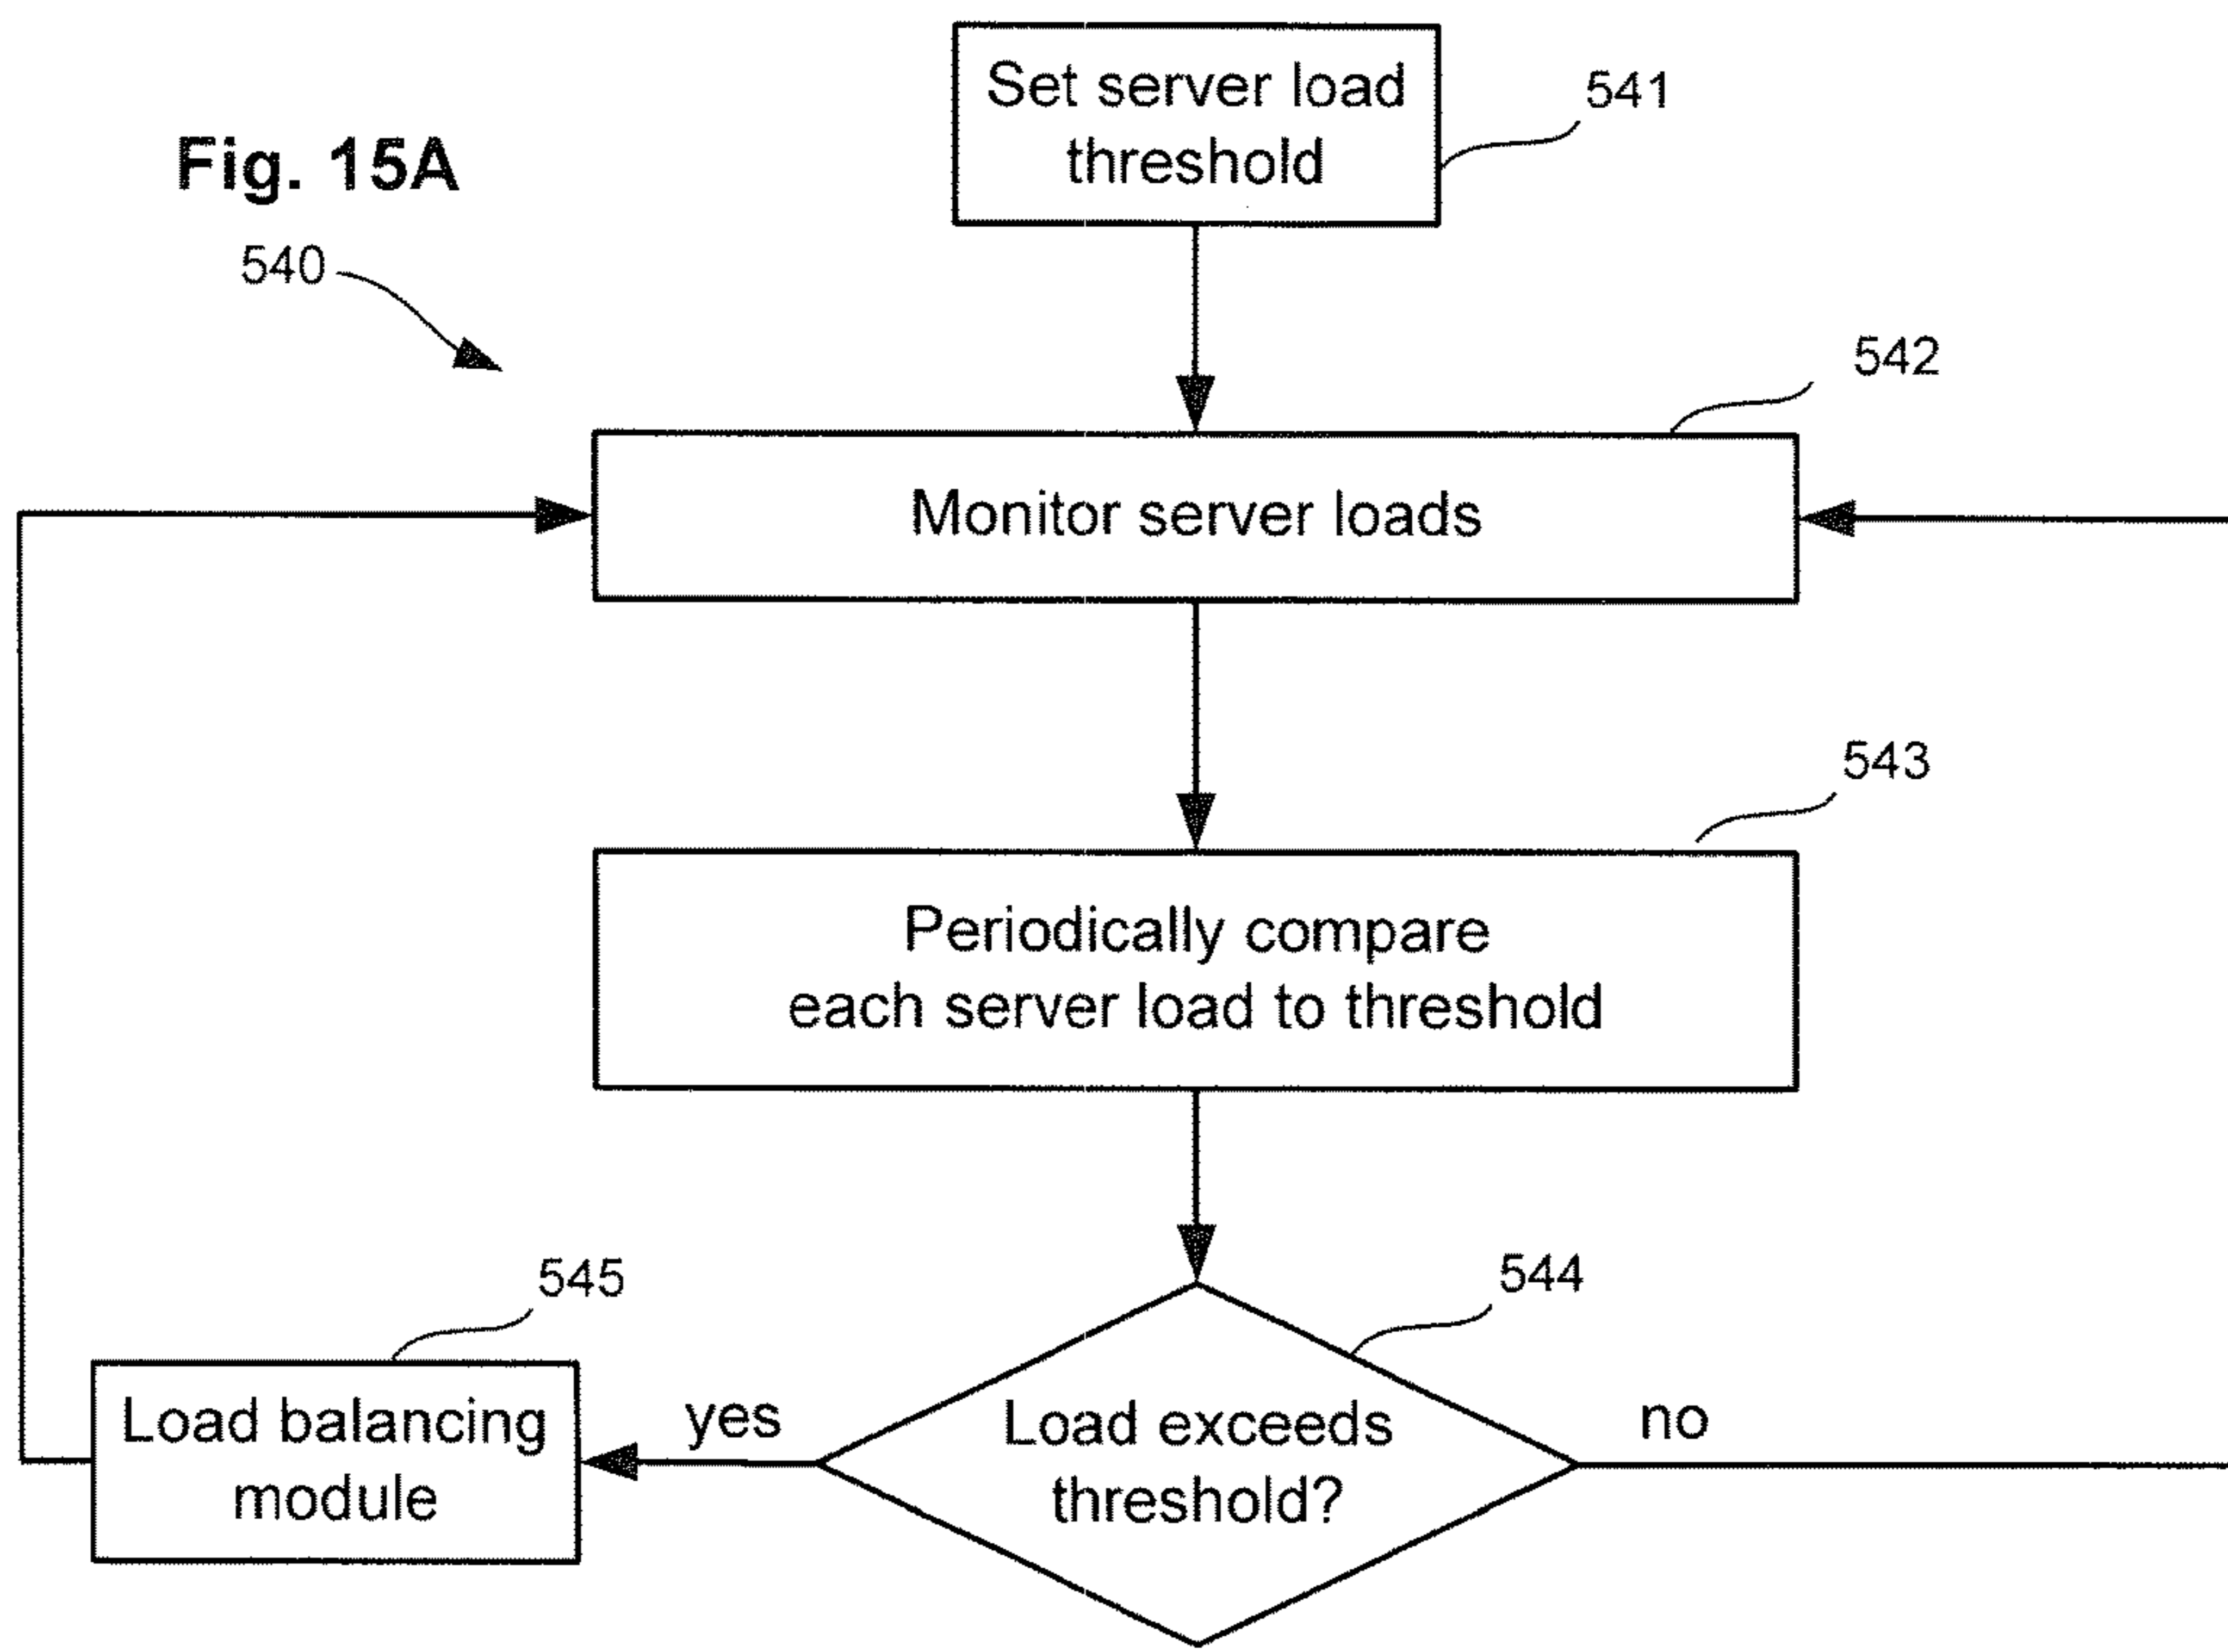 Fig. 15A
540
Set server load
threshold
541
542
Monitor server loads
543
Periodically compare
each server load to threshold
544
Load exceeds
threshold?
yes
no
545
Load balancing
module